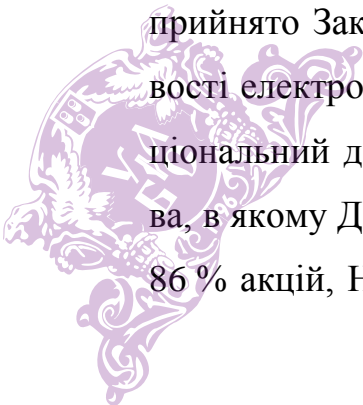 прийнято Зак
вості електро
ціональний д
ва, в якому Д
86 % акцій, Н